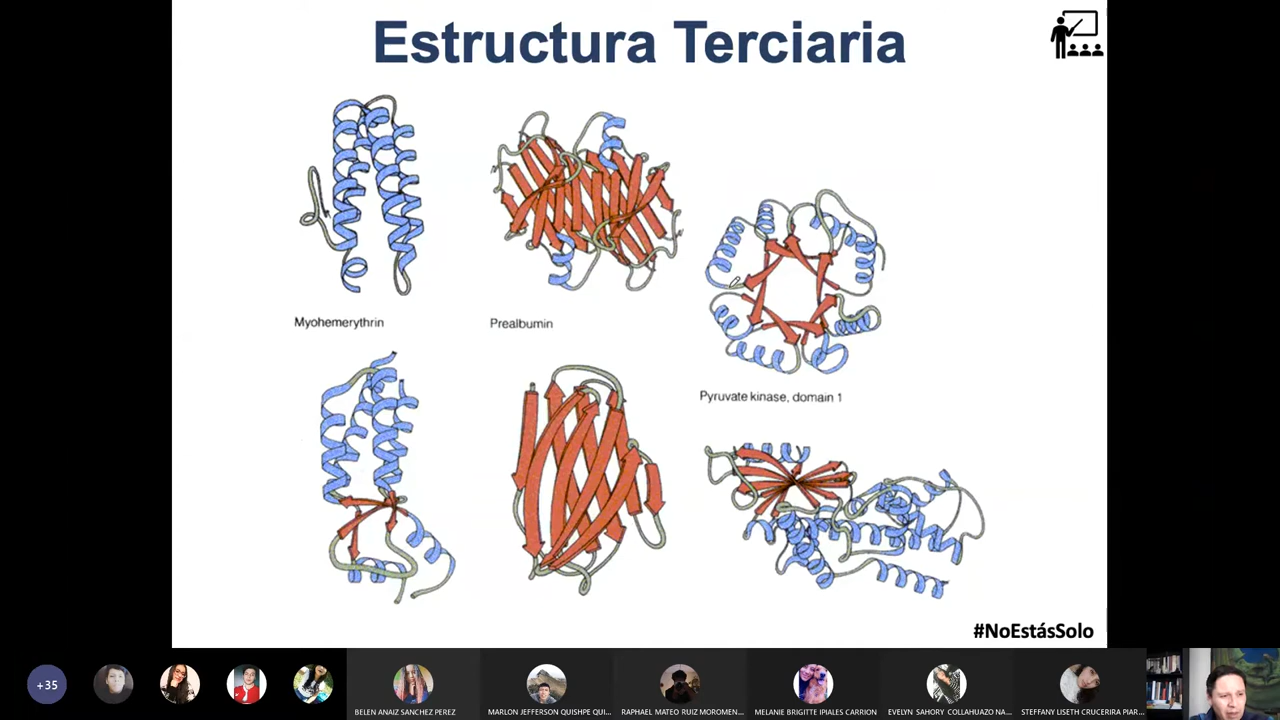 Estructura Terciaria
Myohemerythrin
Prealbumin
Pyruvate kinase, domain 1
#NoEstásSolo
+35
BELEN ANAIZ SANCHEZ PEREZ
MARLON JEFFERSON QUISHPE QUI...
RAPHAEL MATEO RUIZ MOROMEN...
MELANIE BRIGITTE IPIALES CARRION
EVELYN SAHORY COLLAHUAZO NA...
STEFFANY LISETH CRUCERIRA PIAR...